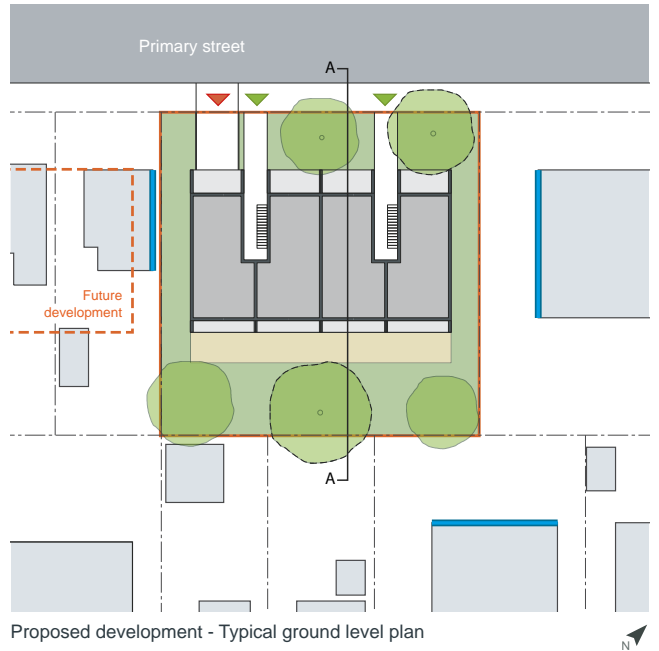 Primary street
A
Future
development
A
Proposed development - Typical ground level plan
N